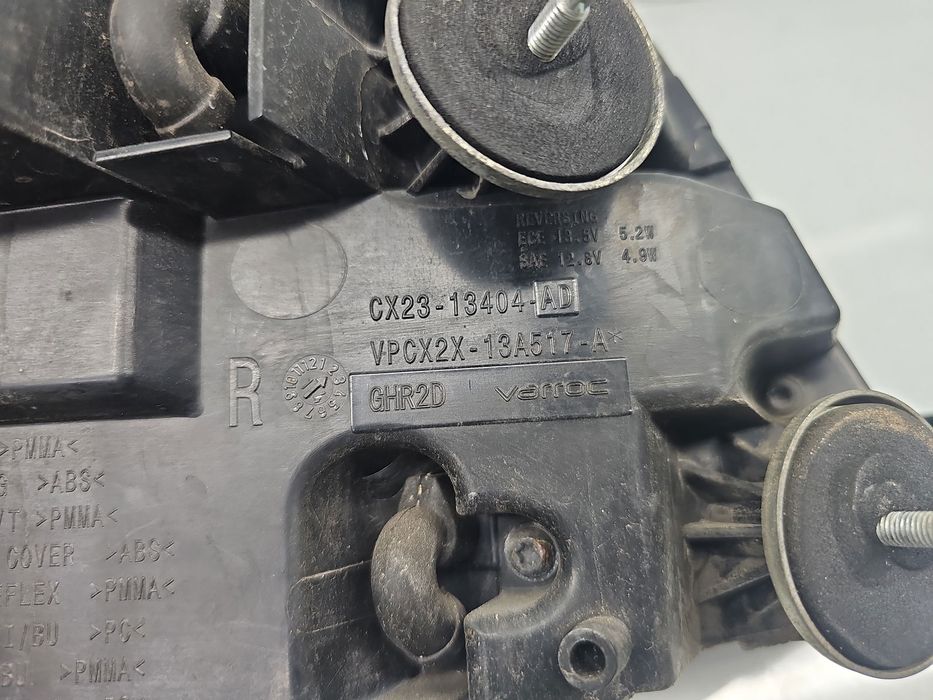 REVERSING
ECE 13.5V 5.2W
SAE 12.8V 4.9W
CX23-13404-AD
VPCX2X-13A517-A*
R
GHR2D varroc
>PMMA<
>ABS<
>PMMA<
COVER >ABS<
>PMMA<
/BU >PC<
>PMMA<